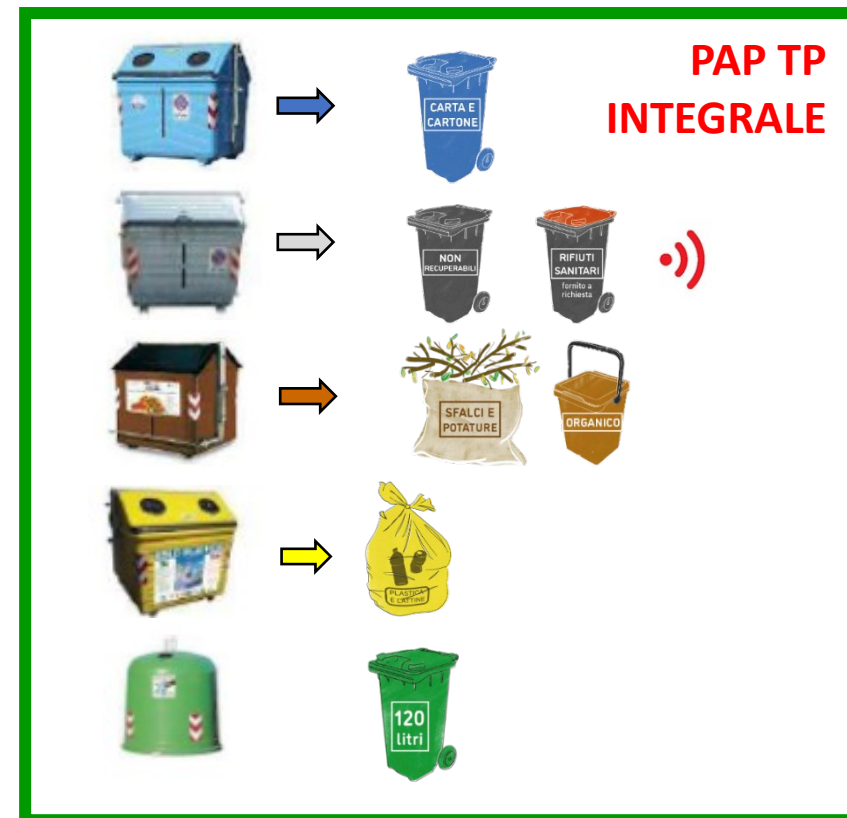 PAP TP
INTEGRALE
CARTA E
CARTONE
NON
RECUPERABILI
RIFIUTI
SANITARI
fornito a
richiesta
SFALCI E
POTATURE
ORGANICO
PLASTICA
E LATTINE
120
litri